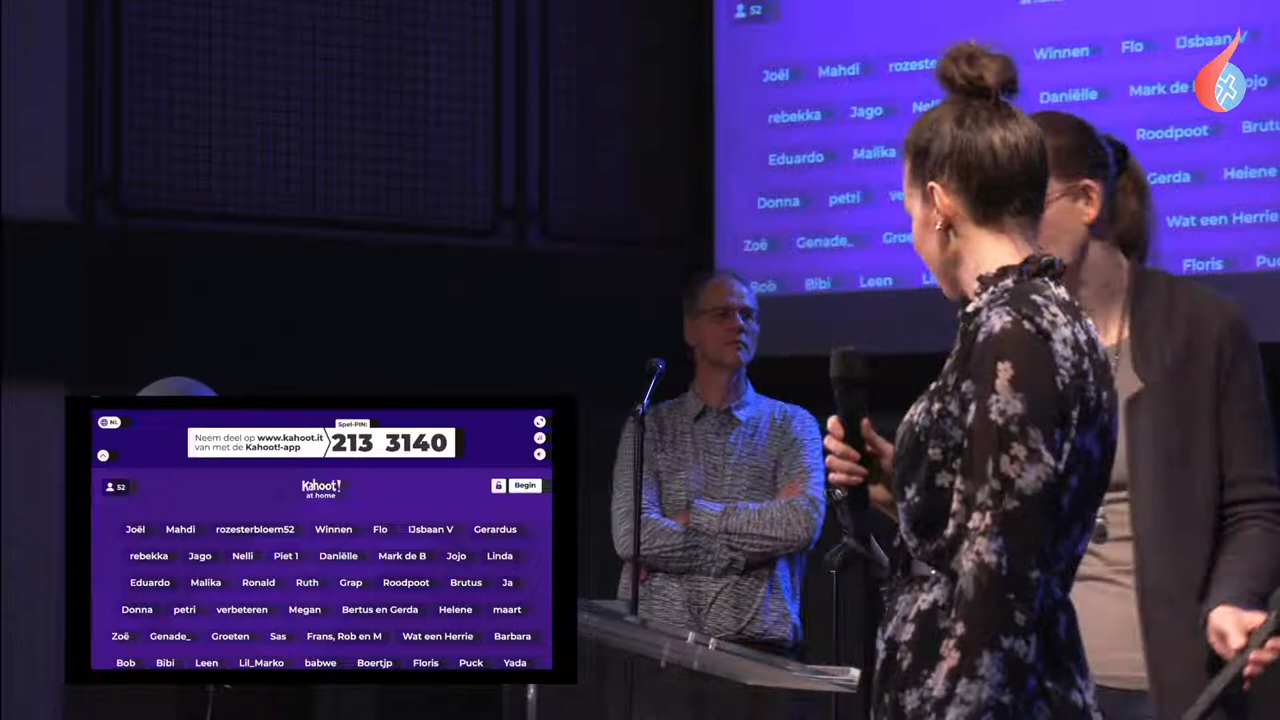 52
Winnen Flo IJsbaan V
Joël Mahdi
Daniëlle Mark de
rebekka Jago
Roodpoot
Eduardo Malika
Gerda Helene
Donna petri
Wat een Herrie
Zoë Genade_
Floris
Bob Bibi Leen
NL
Spel-PIN:
Neem deel op www.kahoot.it
van met de Kahoot!-app
213 3140
52
Kahoot!
at home
Begin
Joël Mahdi rozesterbloem52 Winnen Flo IJsbaan V Gerardus
rebekka Jago Nelli Piet 1 Daniëlle Mark de B Jojo Linda
Eduardo Malika Ronald Ruth Grap Roodpoot Brutus Ja
Donna petri verbeteren Megan Bertus en Gerda Helene maart
Zoë Genade_ Groeten Sas Frans, Rob en M Wat een Herrie Barbara
Bob Bibi Leen Lil_Marko babwe Boertjp Floris Puck Yada